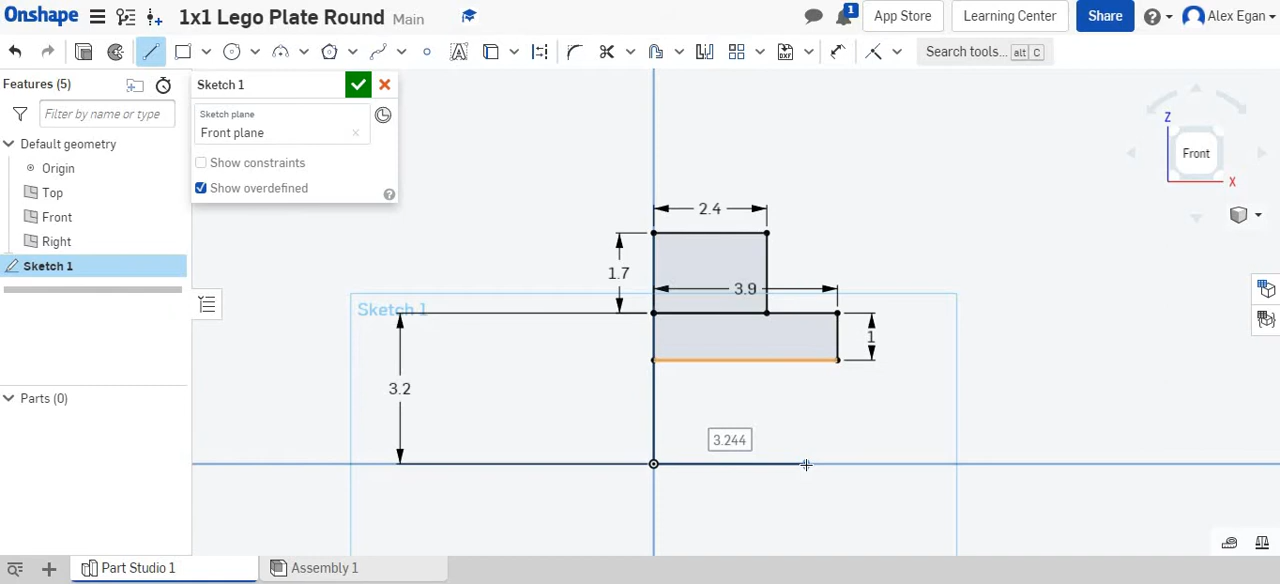 Onshape 1x1 Lego Plate Round Main 1 App Store Learning Center Share Alex Egan
Search tools... alt C
Features (5)
Filter by name or type
Default geometry
Origin
Top
Front
Right
Sketch 1
Parts (0)
Sketch 1
Sketch plane
Front plane
Show constraints
Show overdefined
2.4
1.7
3.9
Sketch 1
1
3.2
3.244
Z
Front
X
Part Studio 1 Assembly 1